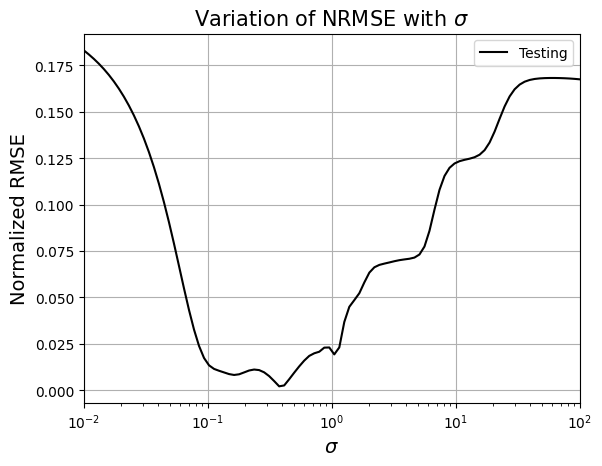 Variation of NRMSE with σ
Testing
Normalized RMSE
0.175
0.150
0.125
0.100
0.075
0.050
0.025
0.000
10⁻² 10⁻¹ 10⁰ 10¹ 10²
σ